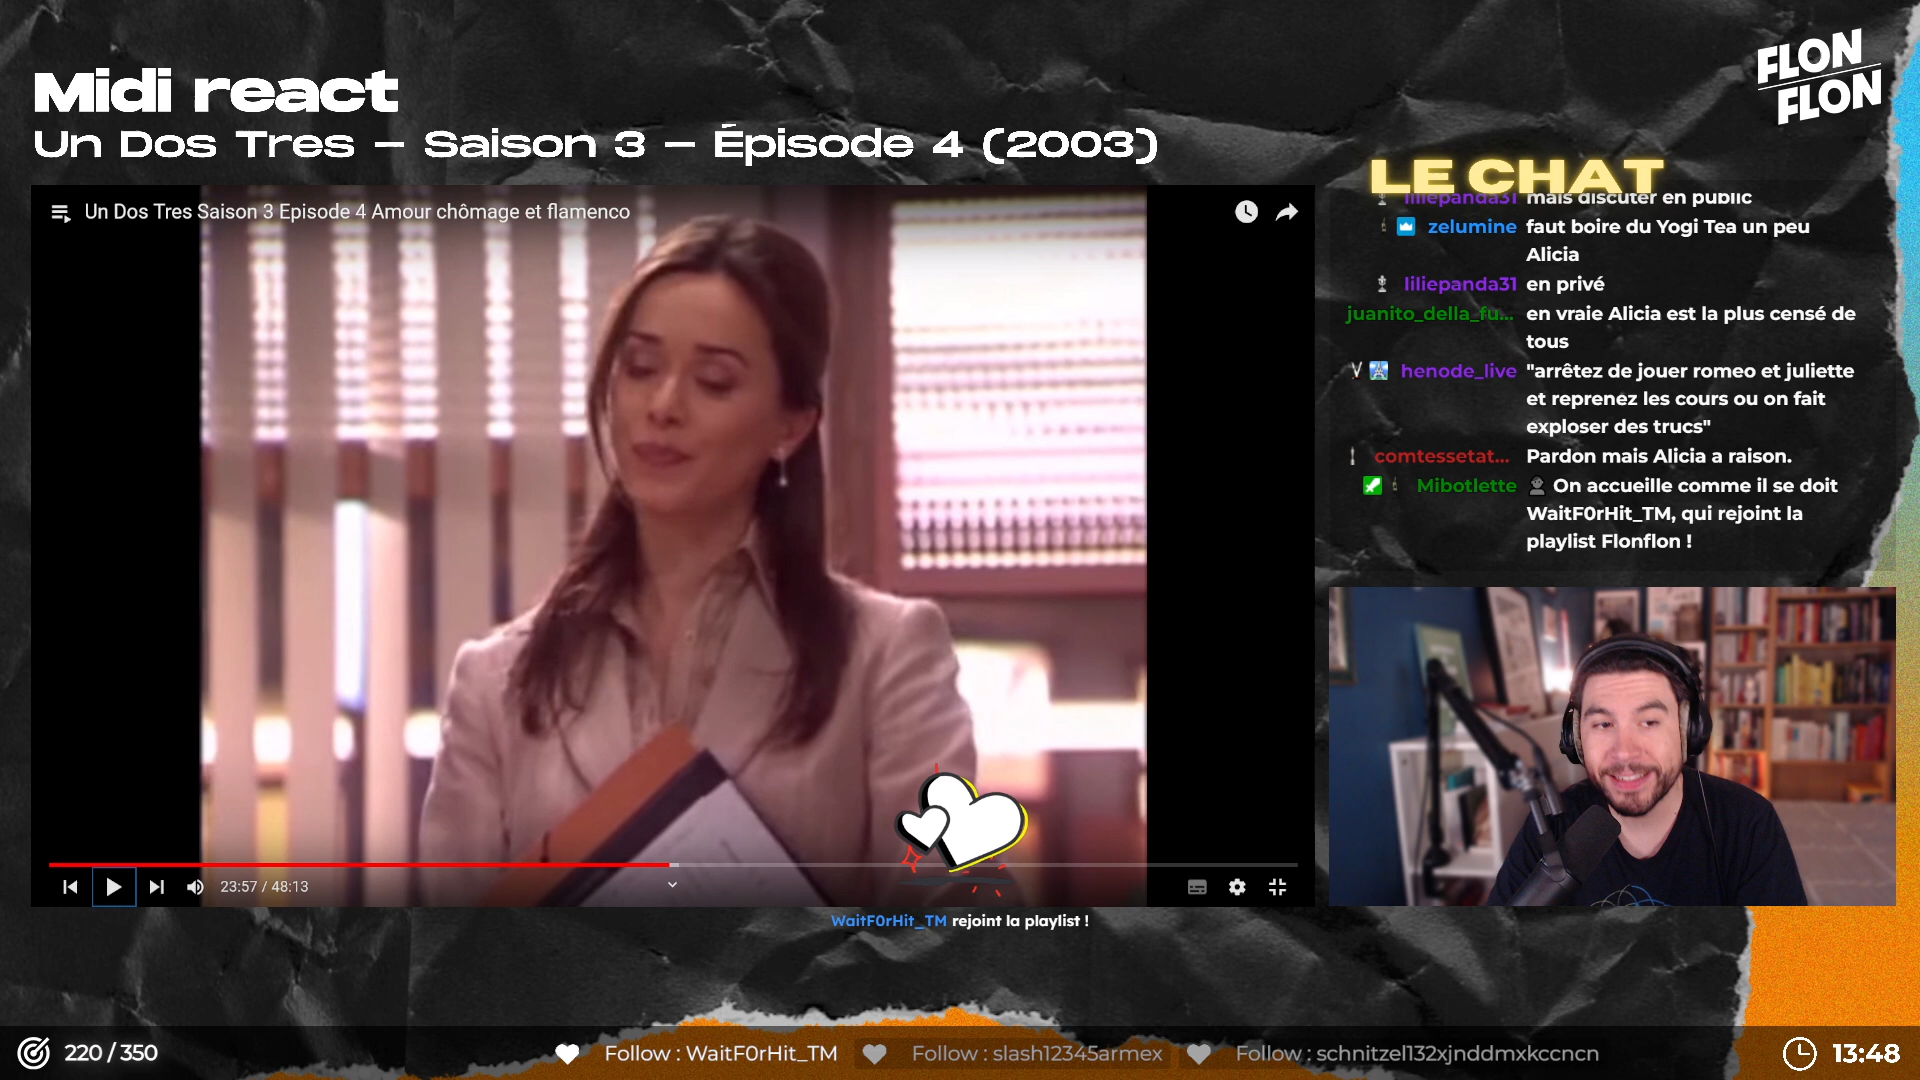 Midi react
Un Dos Tres – Saison 3 – Épisode 4 (2003)
FLON
FLON
Un Dos Tres Saison 3 Episode 4 Amour chômage et flamenco
23:57 / 48:13
WaitF0rHit_TM rejoint la playlist !
LE CHAT
liliepanda31 mais discuter en public
zelumine faut boire du Yogi Tea un peu
Alicia
liliepanda31 en privé
juanito_della_fu... en vraie Alicia est la plus censé de
tous
henode_live "arrêtez de jouer romeo et juliette
et reprenez les cours ou on fait
exploser des trucs"
comtessetat... Pardon mais Alicia a raison.
Mibotlette On accueille comme il se doit
WaitF0rHit_TM, qui rejoint la
playlist Flonflon !
220 / 350
Follow : WaitF0rHit_TM
Follow : slash12345armex
Follow : schnitzel132xjnddmxkccncn
13:48